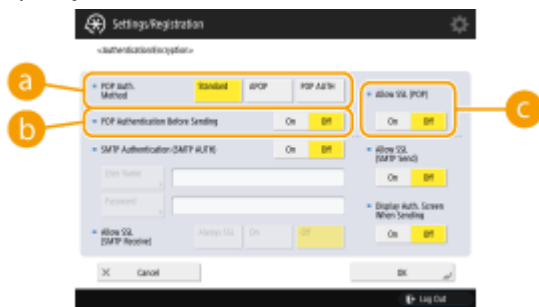 Settings/Registration
<Authentication/Encryption>
a
POP Auth.
Method
Standard
APOP
POP AUTH
Allow SSL (POP)
c
On
Off
b
POP Authentication Before Sending
On
Off
SMTP Authentication (SMTP AUTH)
On
Off
Allow SSL
(SMTP Send)
User Name
On
Off
Password
Display Auth. Screen
When Sending
Allow SSL
(SMTP Receive)
Always SSL
On
Off
On
Off
Cancel
OK
Log Out